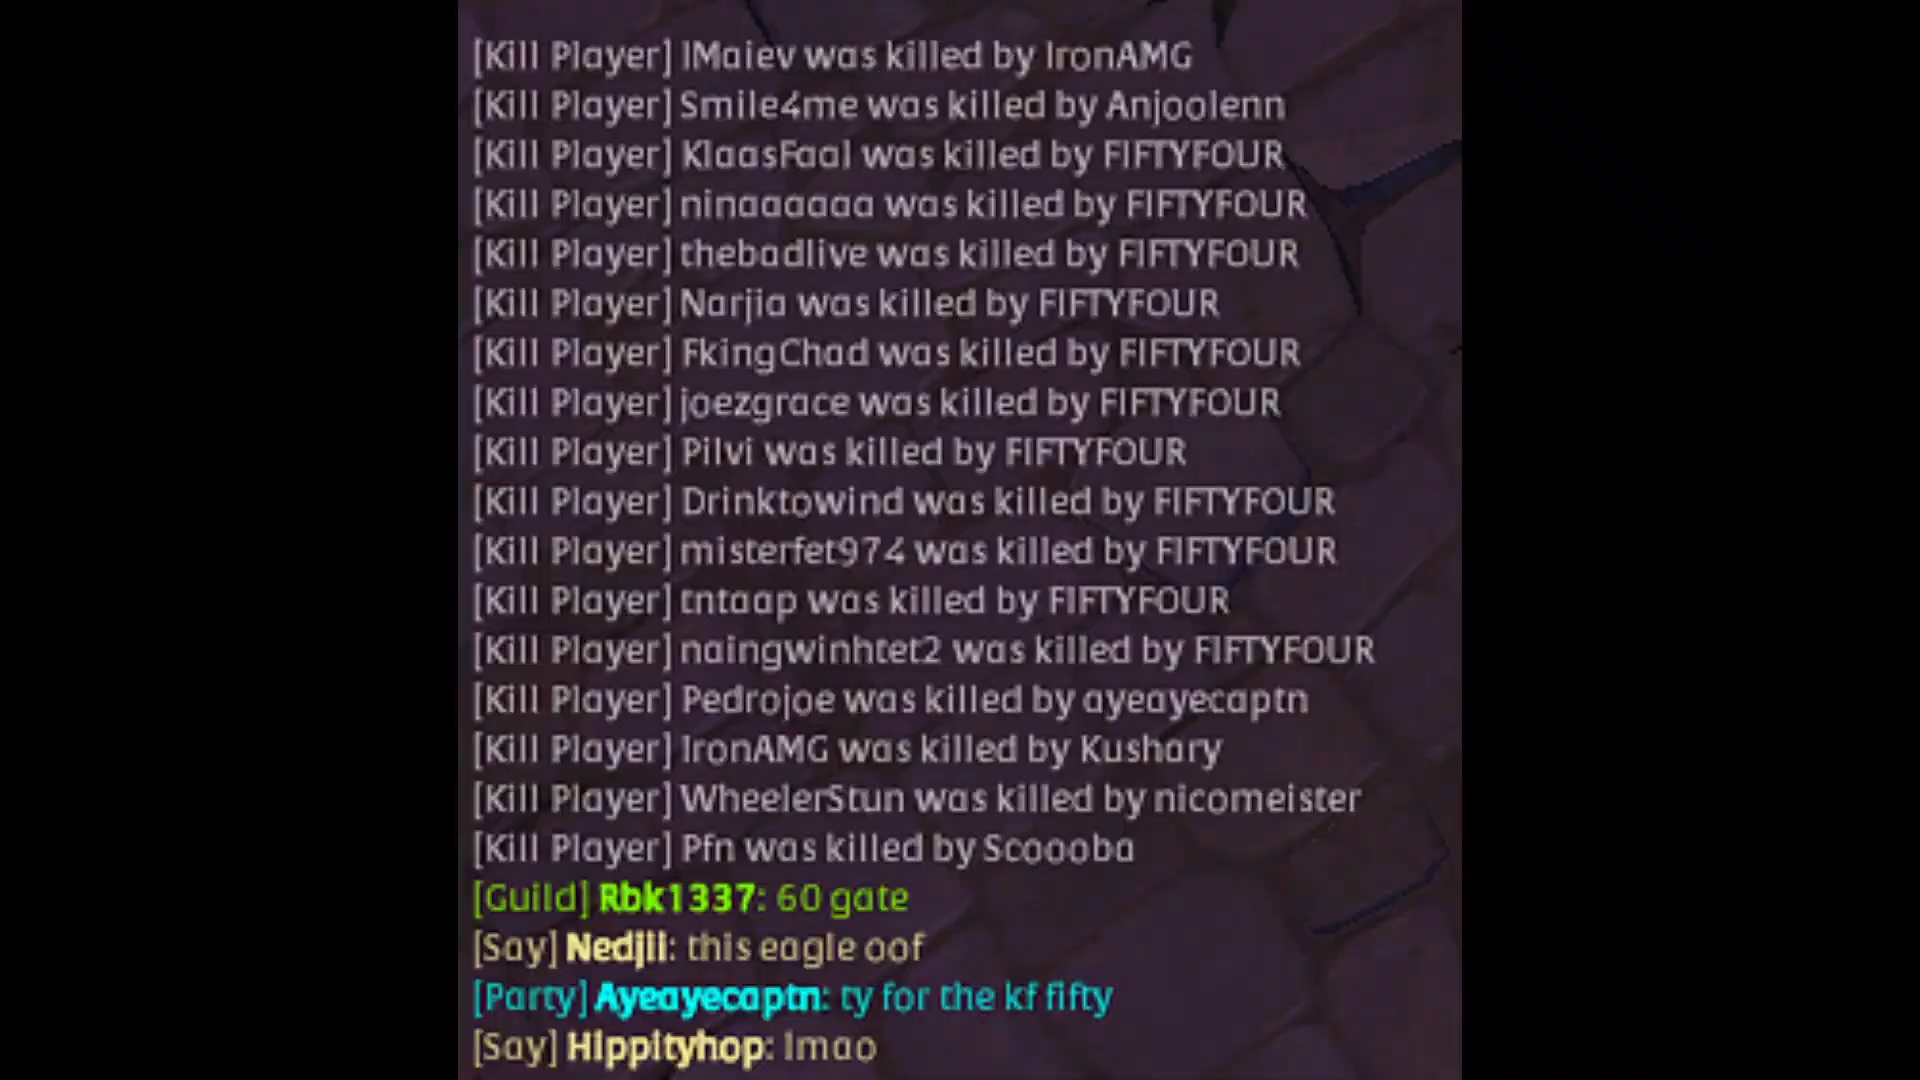 [Kill Player] lMaiev was killed by IronAMG
[Kill Player] Smile4me was killed by Anjoolenn
[Kill Player] KlaasFaal was killed by FIFTYFOUR
[Kill Player] ninaaaaaa was killed by FIFTYFOUR
[Kill Player] thebadlive was killed by FIFTYFOUR
[Kill Player] Narjia was killed by FIFTYFOUR
[Kill Player] FkingChad was killed by FIFTYFOUR
[Kill Player] joezgrace was killed by FIFTYFOUR
[Kill Player] Pilvi was killed by FIFTYFOUR
[Kill Player] Drinktowind was killed by FIFTYFOUR
[Kill Player] misterfet974 was killed by FIFTYFOUR
[Kill Player] tntaap was killed by FIFTYFOUR
[Kill Player] naingwinhtet2 was killed by FIFTYFOUR
[Kill Player] Pedrojoe was killed by ayeayecaptn
[Kill Player] IronAMG was killed by Kushary
[Kill Player] WheelerStun was killed by nicomeister
[Kill Player] Pfn was killed by Scoooba
[Guild] Rbk1337: 60 gate
[Say] Nedjli: this eagle oof
[Party] Ayeayecaptn: ty for the kf fifty
[Say] Hippityhop: lmao